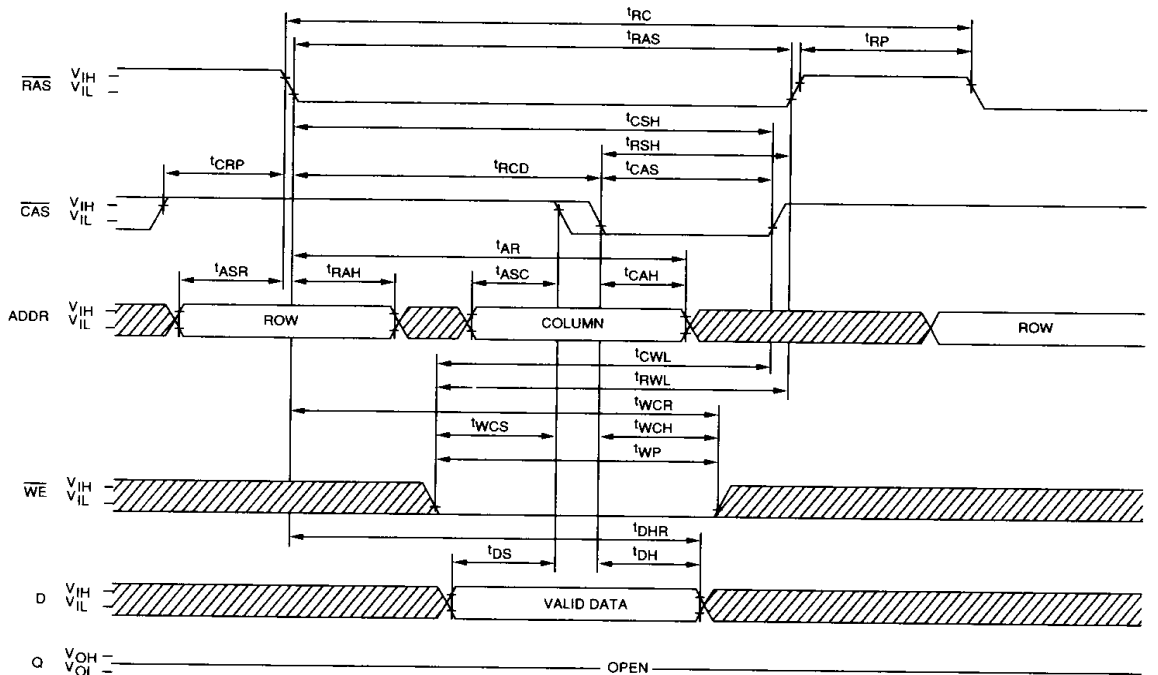 tRC
tRAS
tRP
RAS VIH VIL
tCSH
tRSH
tCRP
tRCD
tCAS
CAS VIH VIL
tAR
tASR
tRAH
tASC
tCAH
ADDR VIH VIL
ROW
COLUMN
ROW
tCWL
tRWL
tWCR
tWCS
tWCH
tWP
WE VIH VIL
tDHR
tDS
tDH
D VIH VIL
VALID DATA
Q VOH VOL
OPEN